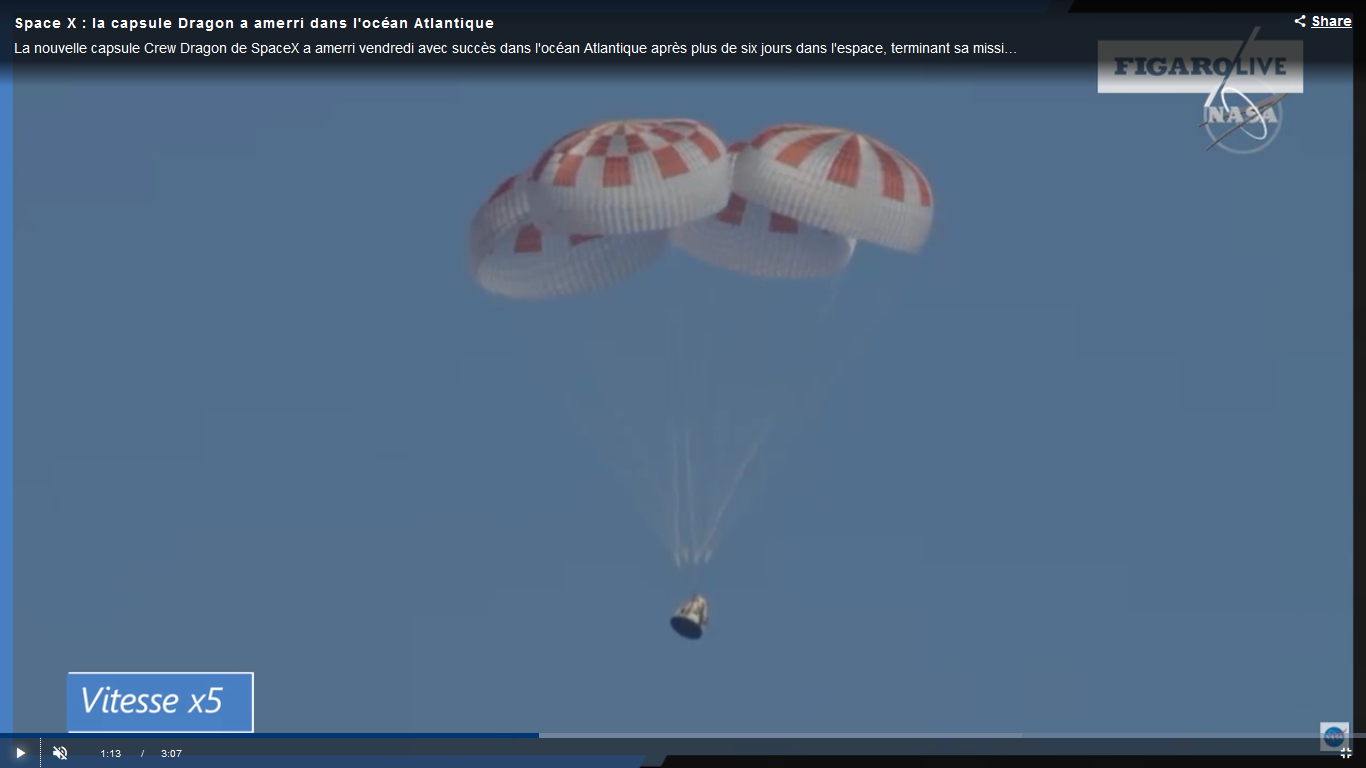 Space X : la capsule Dragon a amerri dans l'océan Atlantique
Share
La nouvelle capsule Crew Dragon de SpaceX a amerri vendredi avec succès dans l'océan Atlantique après plus de six jours dans l'espace, terminant sa missi...
FIGAROLIVE
NASA
Vitesse x5
1:13 / 3:07